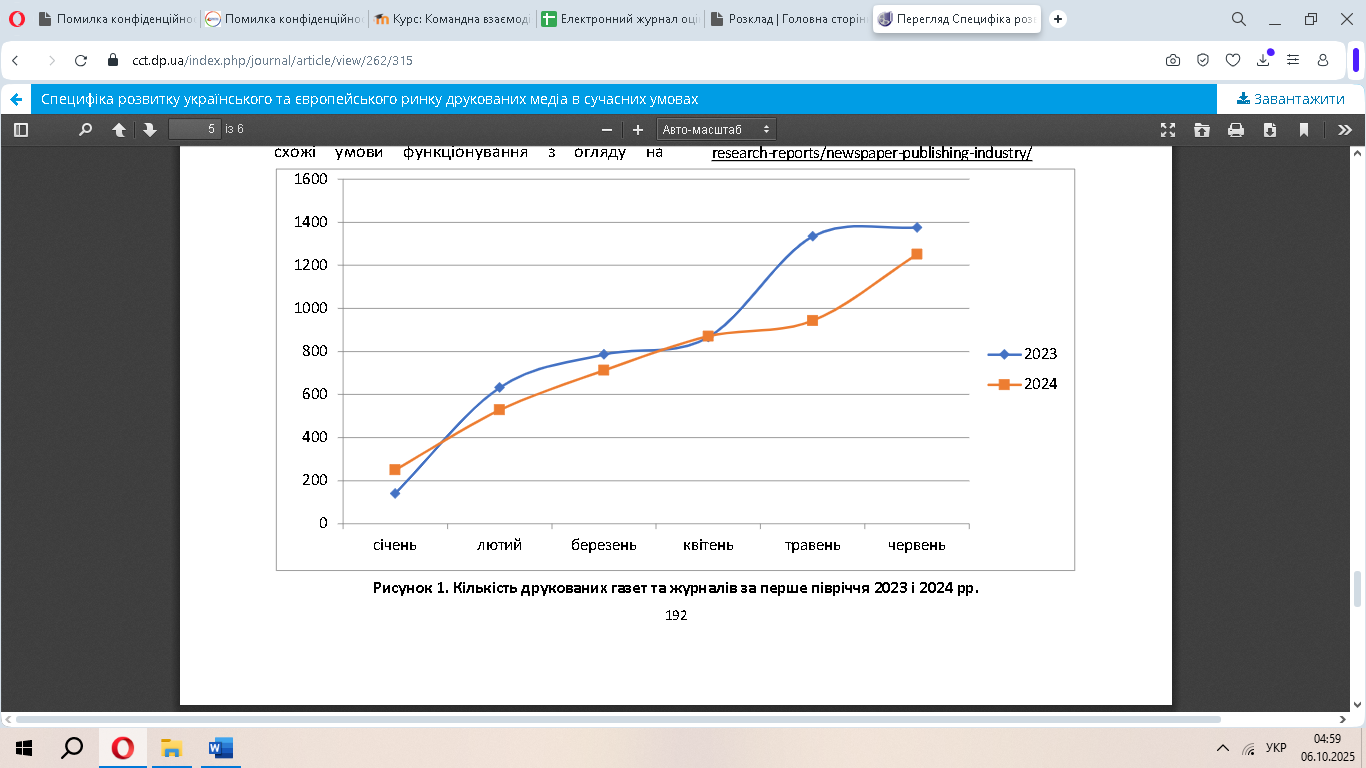 Помилка конфіденційно
Помилка конфіденційно
Курс: Командна взаємоді
Електронний журнал оці
Розклад | Головна сторін
Перегляд Специфіка роз
cct.dp.ua/index.php/journal/article/view/262/315
Специфіка розвитку українського та європейського ринку друкованих медіа в сучасних умовах
Завантажити
5 із 6
Авто-масштаб
схожі умови функціонування з огляду на research-reports/newspaper-publishing-industry/
1600
1400
1200
1000
800
600
400
200
0
2023
2024
січень лютий березень квітень травень червень
Рисунок 1. Кількість друкованих газет та журналів за перше півріччя 2023 і 2024 рр.
192
УКР
04:59
06.10.2025